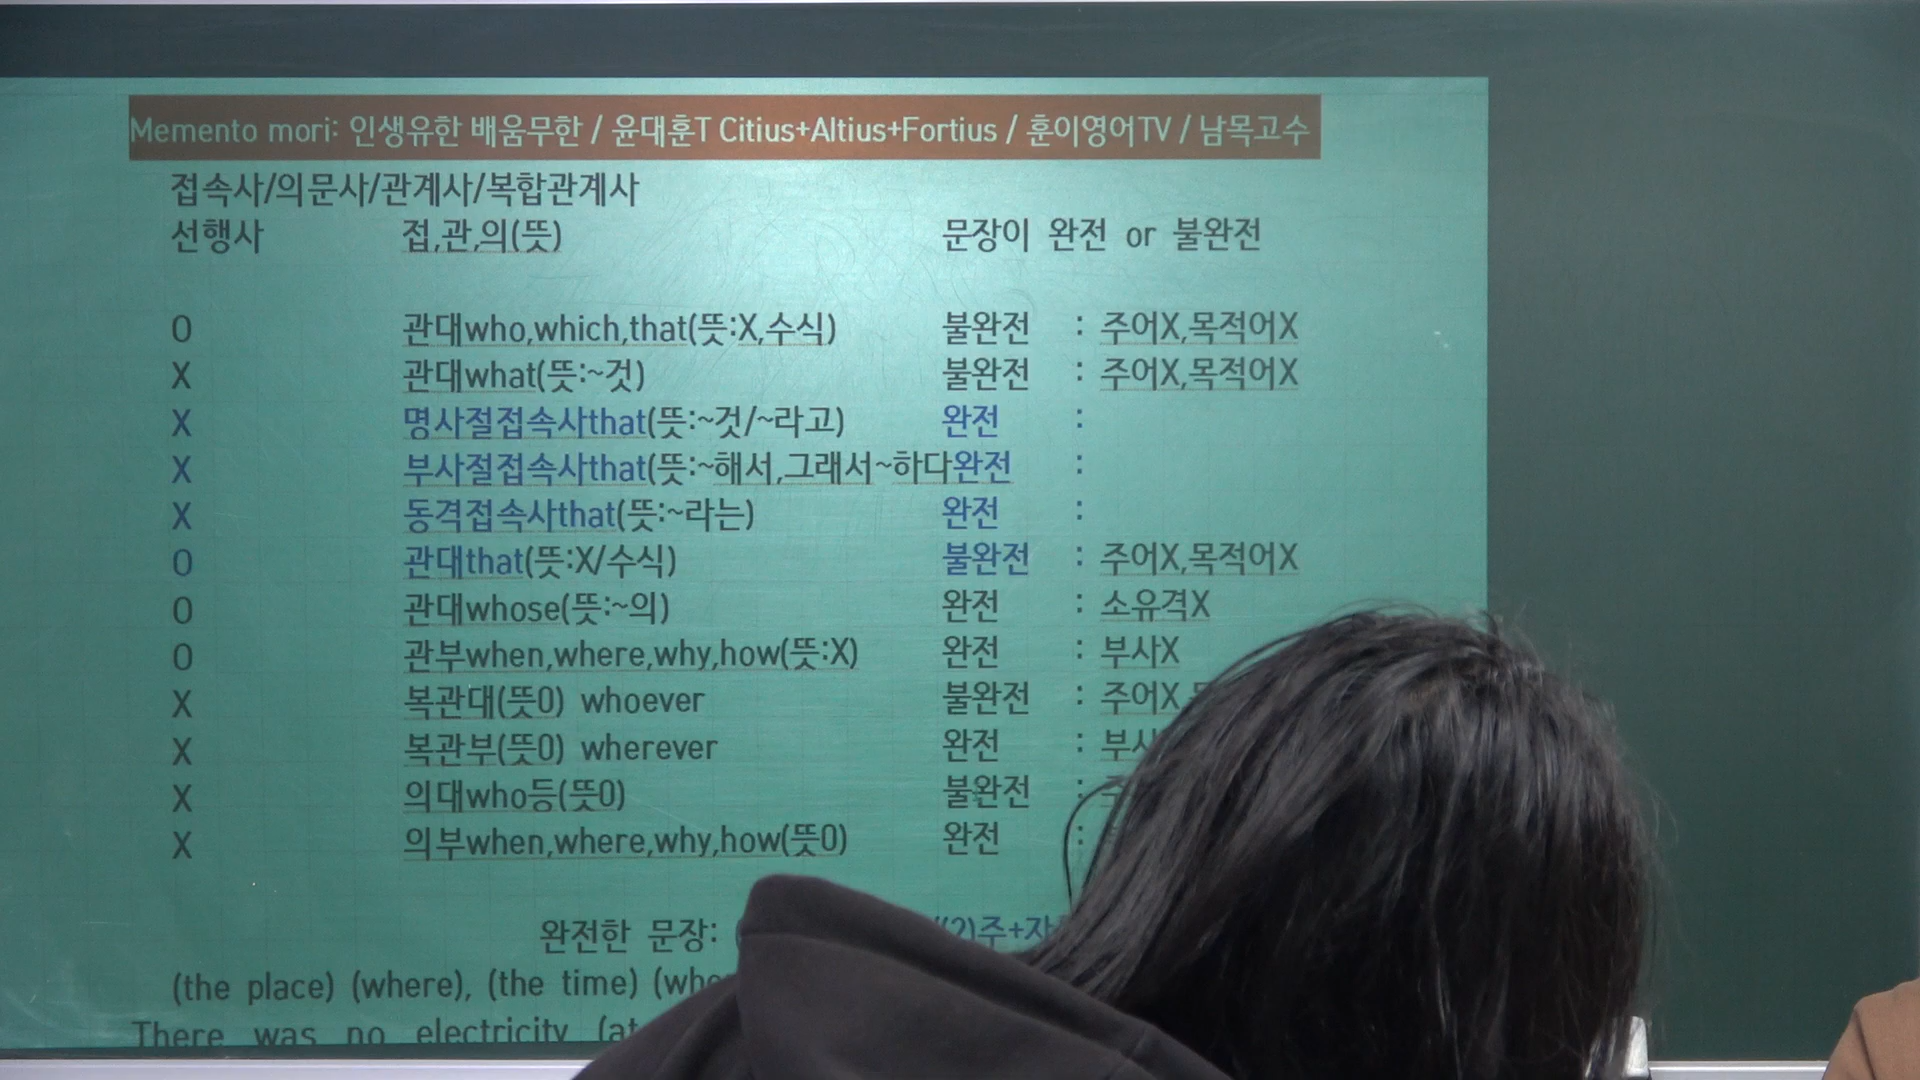 Memento mori: 인생유한 배움무한 / 윤대훈T Citius+Altius+Fortius / 훈이영어TV / 남목고수
접속사/의문사/관계사/복합관계사
선행사 접,관,의(뜻) 문장이 완전 or 불완전
O 관대who,which,that(뜻:X,수식) 불완전 : 주어X,목적어X
X 관대what(뜻:~것) 불완전 : 주어X,목적어X
X 명사절접속사that(뜻:~것/~라고) 완전 :
X 부사절접속사that(뜻:~해서,그래서~하다완전 :
X 동격접속사that(뜻:~라는) 완전 :
O 관대that(뜻:X/수식) 불완전 : 주어X,목적어X
O 관대whose(뜻:~의) 완전 : 소유격X
O 관부when,where,why,how(뜻:X) 완전 : 부사X
X 복관대(뜻O) whoever 불완전 : 주어X
X 복관부(뜻O) wherever 완전 : 부사
X 의대who등(뜻O) 불완전 :
X 의부when,where,why,how(뜻O) 완전 :
완전한 문장: (2)주+자
(the place) (where), (the time)
There was no electricity